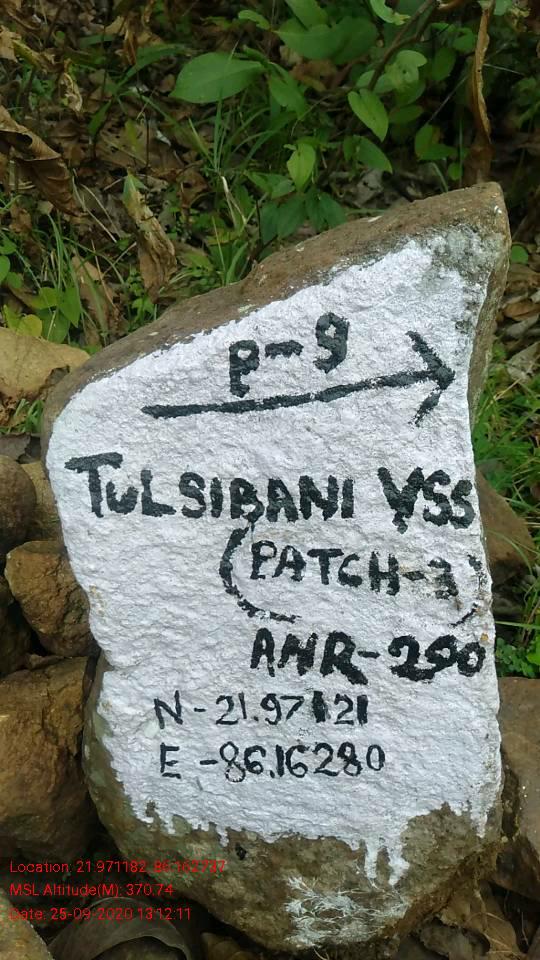 P-9
TULSIBANI VSS
(PATCH-3)
ANR-290
N-21.97121
E-86.16280
Location: 21.971182, 86.162737
MSL Altitude(M): 370.74
Date: 25-09-2020 13:12:11